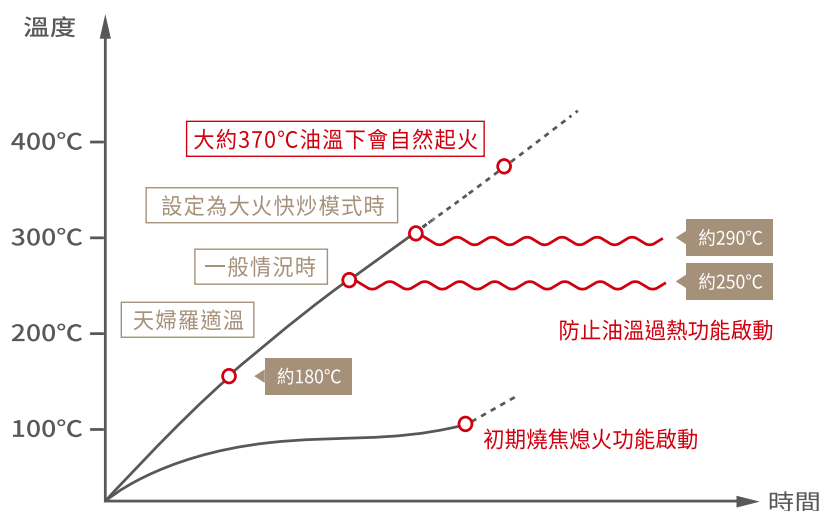 溫度
400℃
大約370℃油溫下會自然起火
設定為大火快炒模式時
300℃
約290℃
一般情況時
約250℃
天婦羅適溫
防止油溫過熱功能啟動
200℃
約180℃
100℃
初期燒焦熄火功能啟動
時間